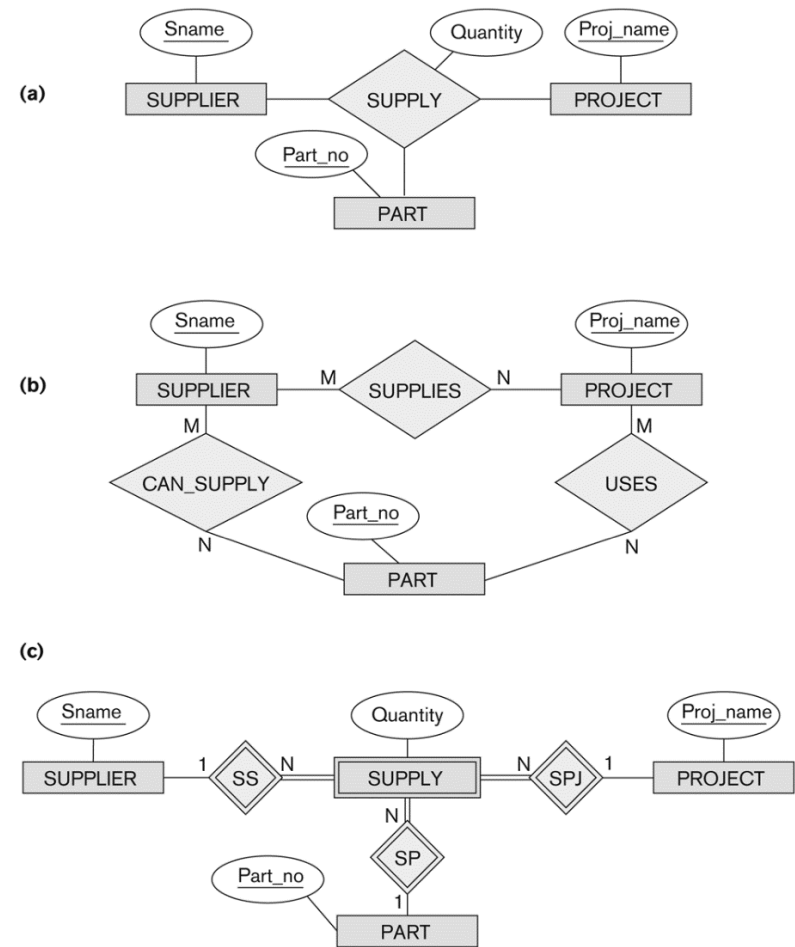 (a)
Sname
Quantity
Proj_name
SUPPLIER
SUPPLY
PROJECT
Part_no
PART
(b)
Sname
Proj_name
SUPPLIER
M
SUPPLIES
N
PROJECT
M
M
CAN_SUPPLY
USES
Part_no
N
N
PART
(c)
Sname
Quantity
Proj_name
SUPPLIER
1
SS
N
SUPPLY
N
SPJ
1
PROJECT
N
SP
Part_no
1
PART